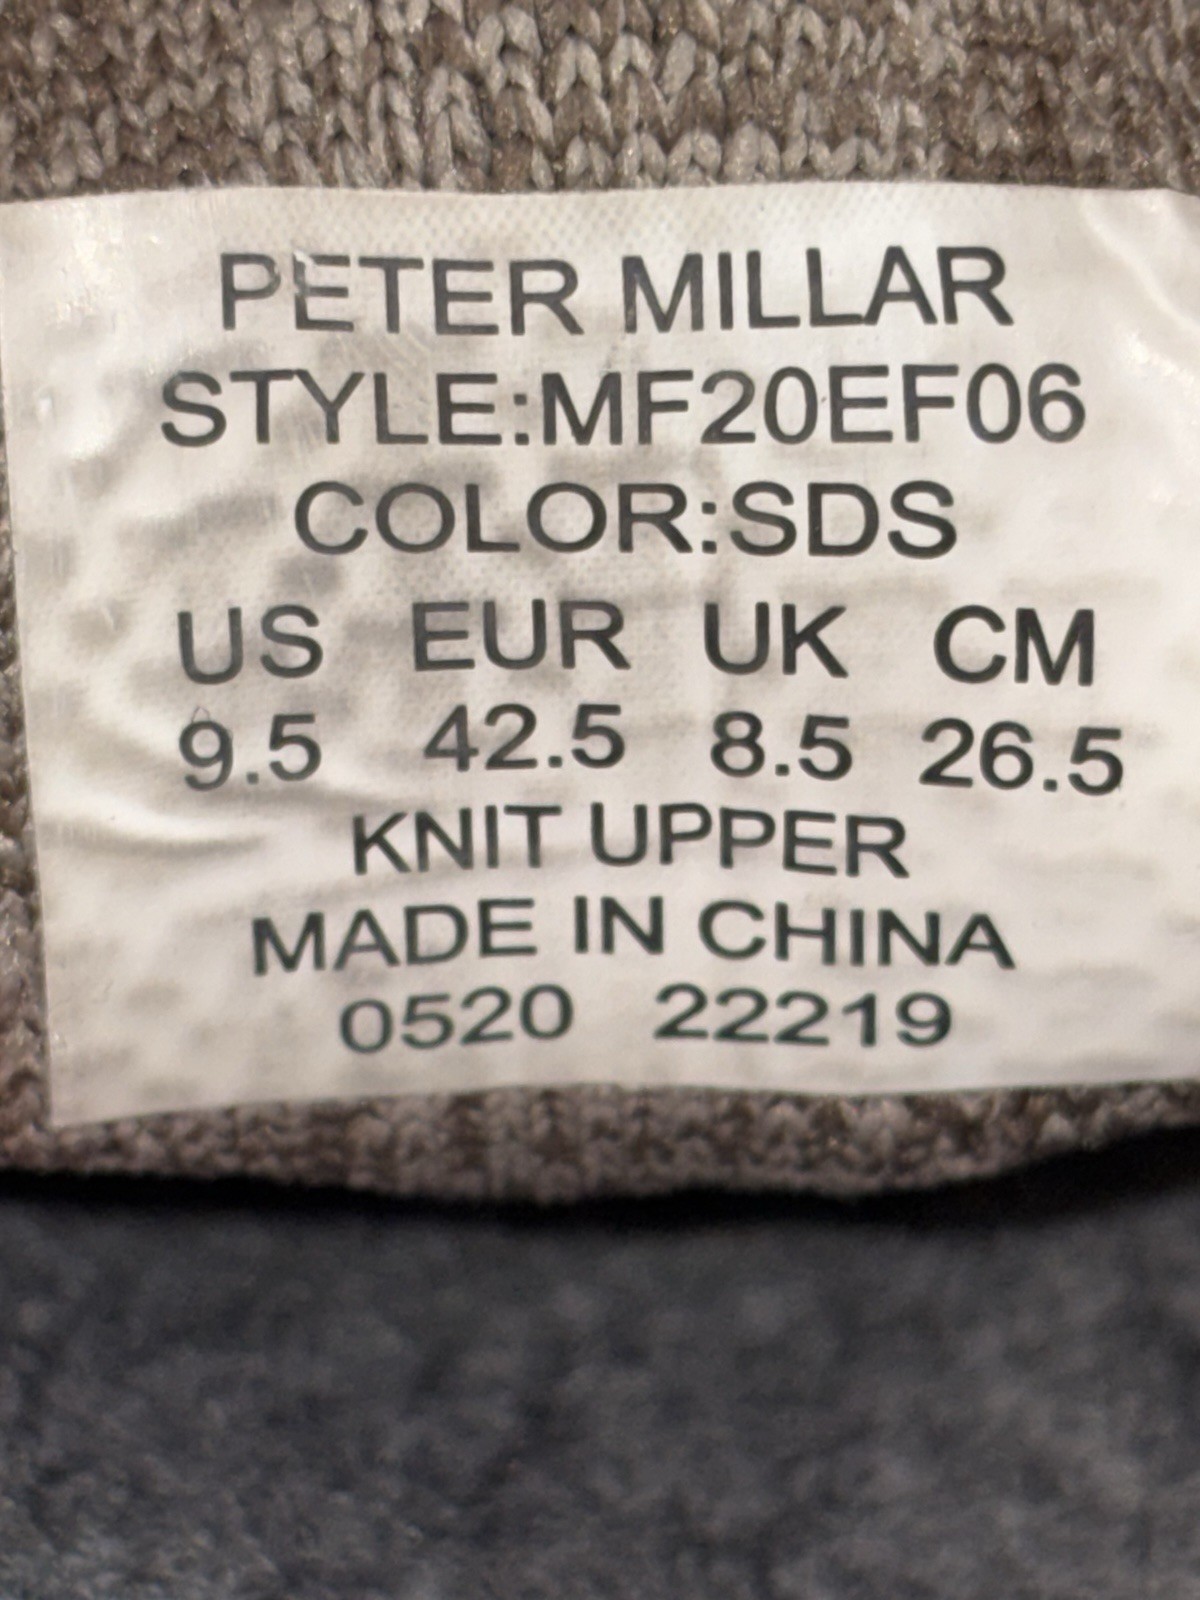 PETER MILLAR
STYLE:MF20EF06
COLOR:SDS
US EUR UK CM
9.5 42.5 8.5 26.5
KNIT UPPER
MADE IN CHINA
0520 22219